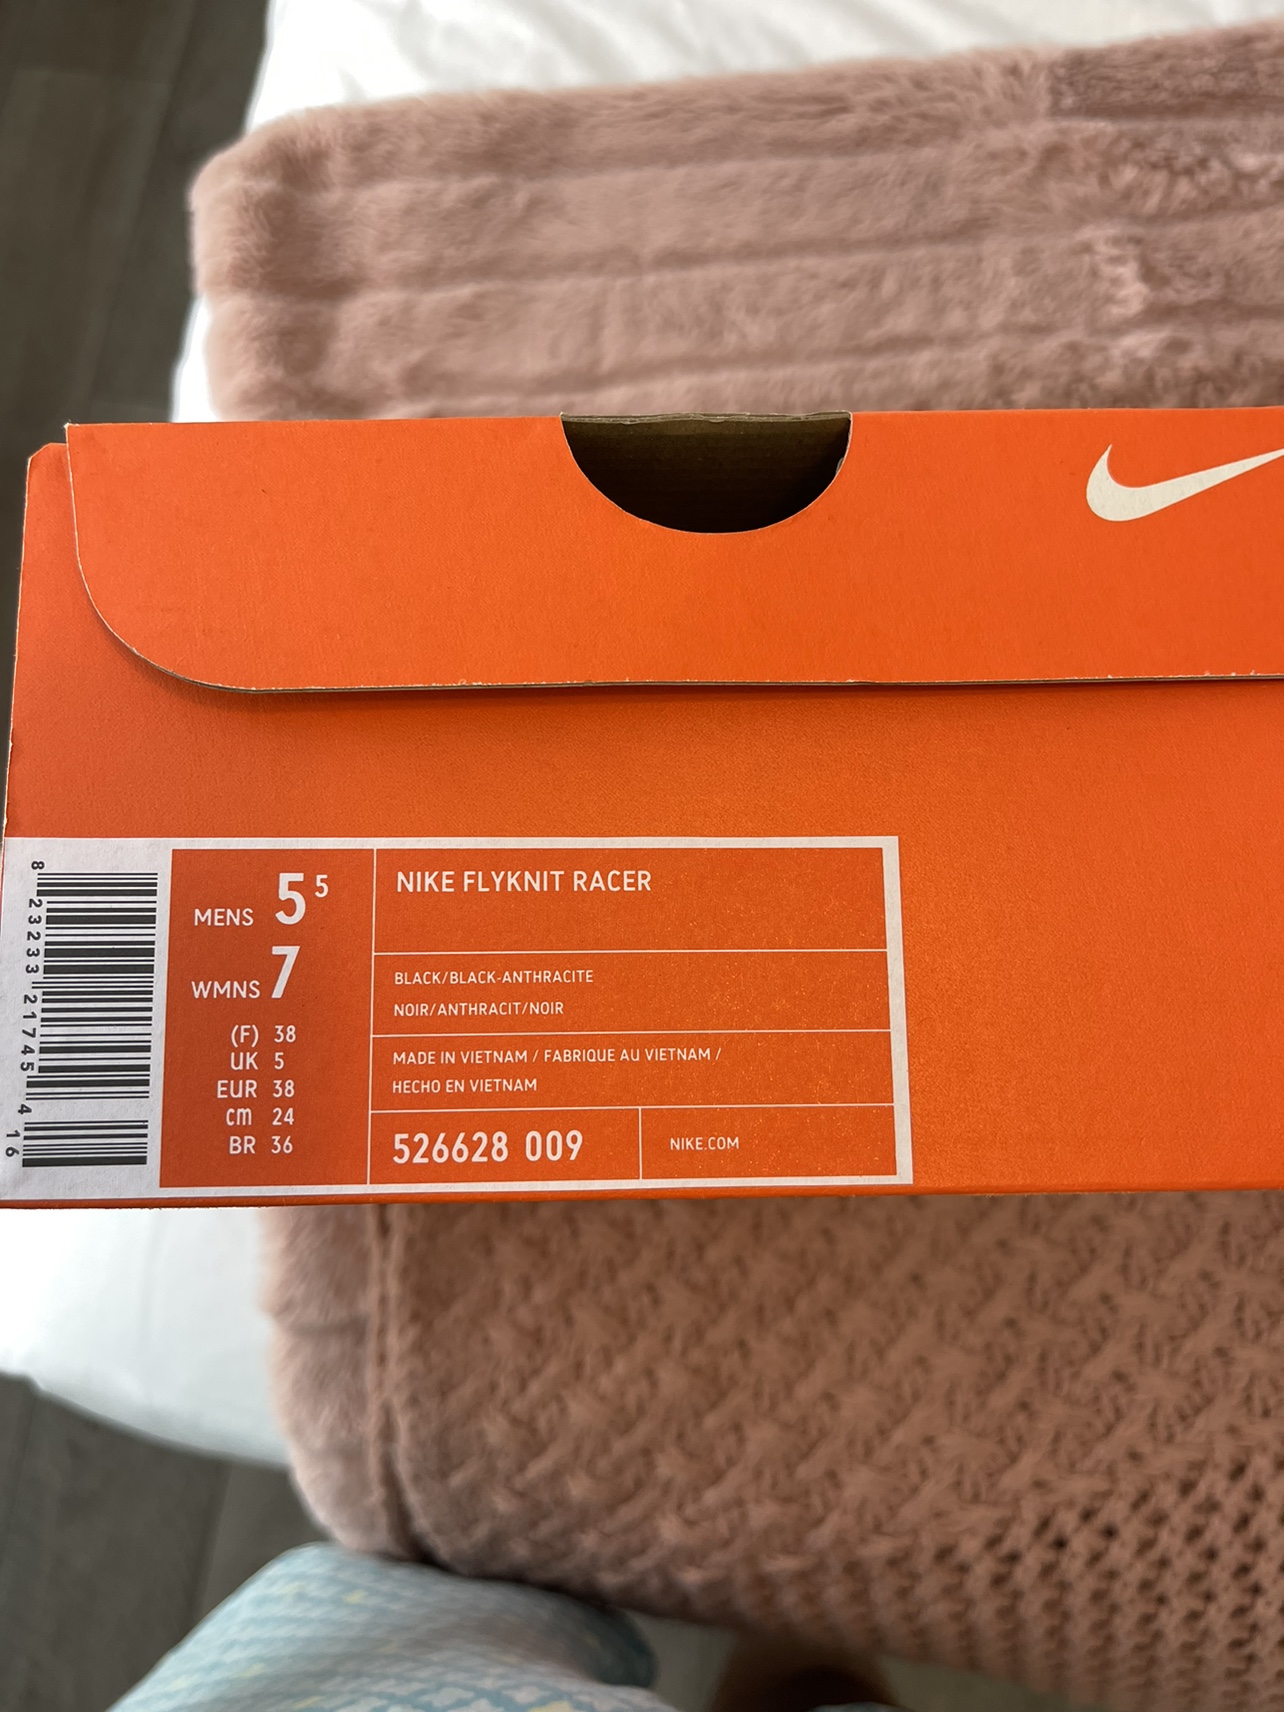 8 23233 21745 4 16
MENS 5 5
WMNS 7
(F) 38
UK 5
EUR 38
cm 24
BR 36
NIKE FLYKNIT RACER
BLACK/BLACK-ANTHRACITE
NOIR/ANTHRACIT/NOIR
MADE IN VIETNAM / FABRIQUE AU VIETNAM /
HECHO EN VIETNAM
526628 009
NIKE.COM